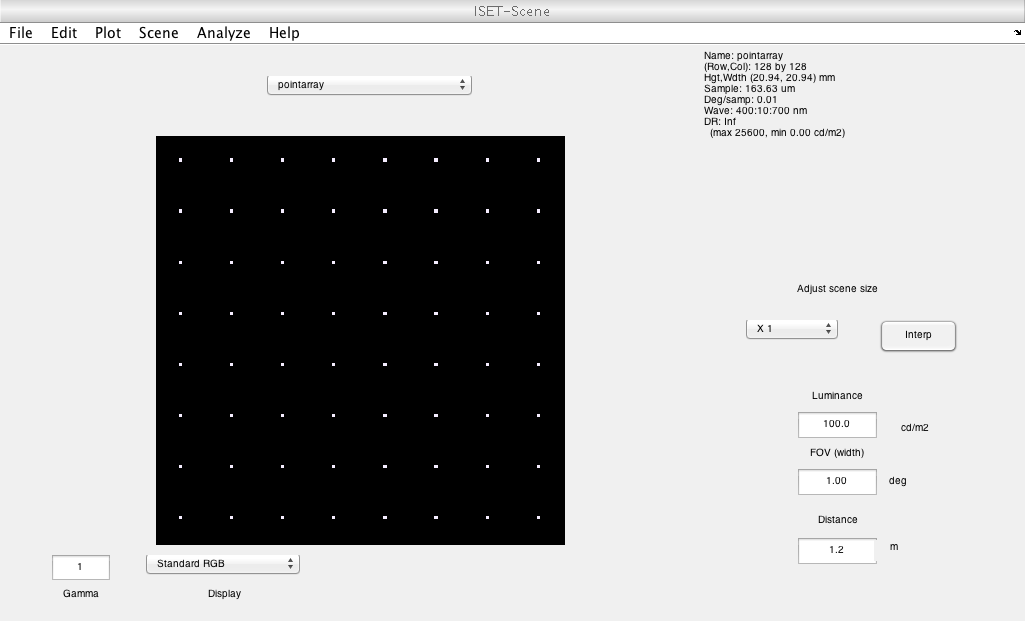 ISET-Scene
File Edit Plot Scene Analyze Help
pointarray
Name: pointarray
(Row,Col): 128 by 128
Hgt,Wdth (20.94, 20.94) mm
Sample: 163.63 um
Deg/samp: 0.01
Wave: 400:10:700 nm
DR: Inf
(max 25600, min 0.00 cd/m2)
Adjust scene size
X 1
Interp
Luminance
100.0 cd/m2
FOV (width)
1.00 deg
Distance
1.2 m
1
Standard RGB
Gamma
Display